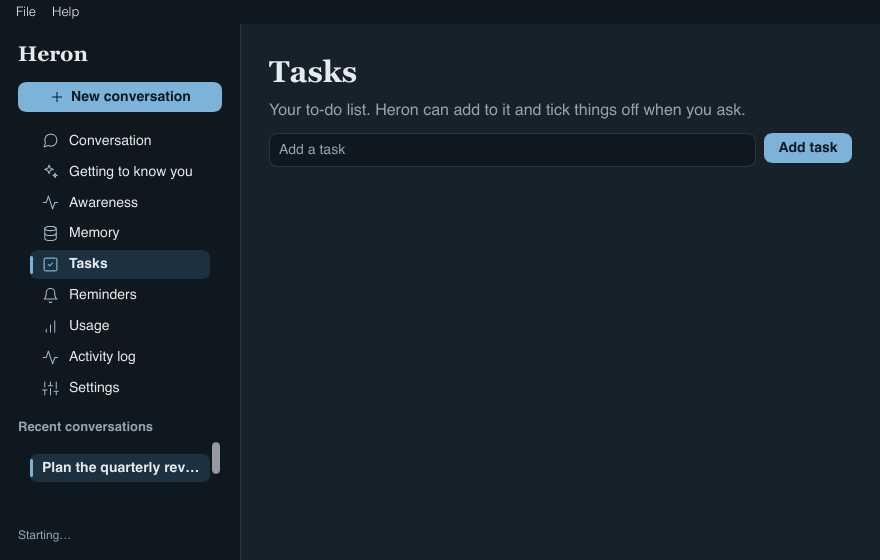 File Help
Heron
New conversation
Conversation
Getting to know you
Awareness
Memory
Tasks
Reminders
Usage
Activity log
Settings
Recent conversations
Plan the quarterly rev…
Starting…
Tasks
Your to-do list. Heron can add to it and tick things off when you ask.
Add a task
Add task